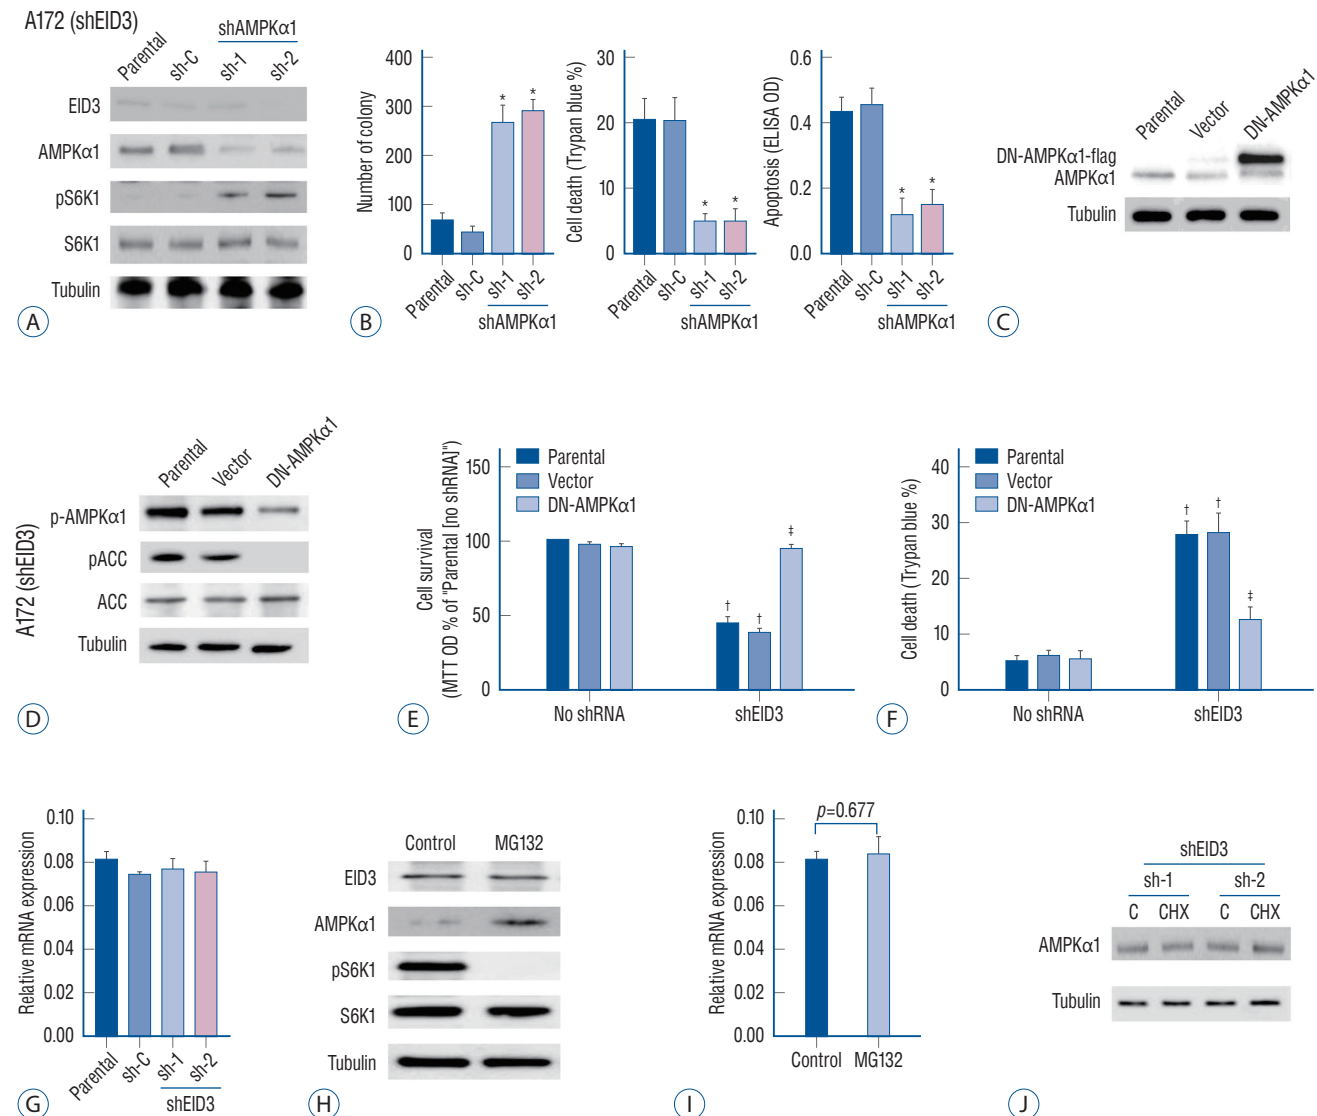 A172 (shEID3)
shAMPKα1
Parental
sh-C
sh-1
sh-2
EID3
AMPKα1
pS6K1
S6K1
Tubulin
A
400
300
200
100
0
Number of colony
*
*
Parental
sh-C
sh-1
sh-2
shAMPKα1
30
20
10
0
Cell death (Trypan blue %)
*
*
Parental
sh-C
sh-1
sh-2
shAMPKα1
0.6
0.4
0.2
0.0
Apoptosis (ELISA OD)
*
*
Parental
sh-C
sh-1
sh-2
shAMPKα1
B
Parental
Vector
DN-AMPKα1
DN-AMPKα1-flag
AMPKα1
Tubulin
C
A172 (shEID3)
Parental
Vector
DN-AMPKα1
p-AMPKα1
pACC
ACC
Tubulin
D
Cell survival
(MTT OD % of "Parental [no shRNA]")
150
100
50
0
Parental
Vector
DN-AMPKα1
†
†
‡
No shRNA
shEID3
E
Cell death (Trypan blue %)
40
30
20
10
0
Parental
Vector
DN-AMPKα1
†
†
‡
No shRNA
shEID3
F
Relative mRNA expression
0.10
0.08
0.06
0.04
0.02
0.00
Parental
sh-C
sh-1
sh-2
shEID3
G
Control
MG132
EID3
AMPKα1
pS6K1
S6K1
Tubulin
H
Relative mRNA expression
0.10
0.08
0.06
0.04
0.02
0.00
p=0.677
Control
MG132
I
shEID3
sh-1
sh-2
C
CHX
C
CHX
AMPKα1
Tubulin
J